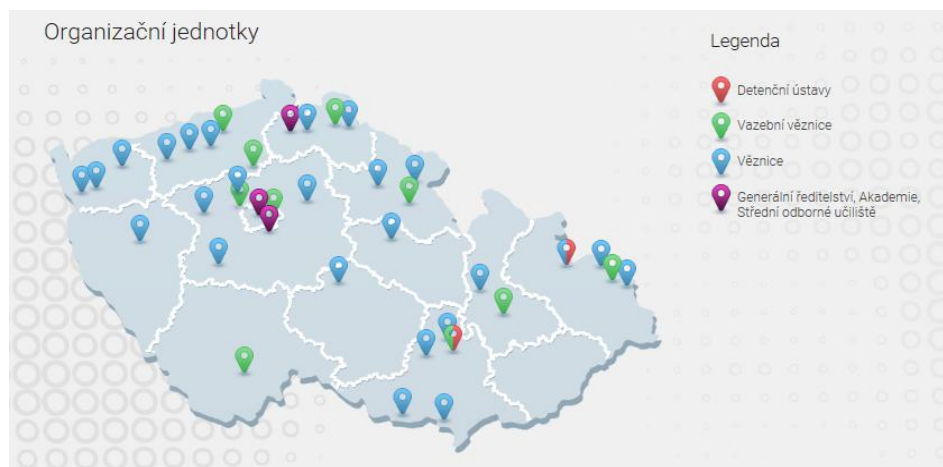 Organizační jednotky
Legenda
Detenční ústavy
Vazební věznice
Věznice
Generální ředitelství, Akademie,
Střední odborné učiliště